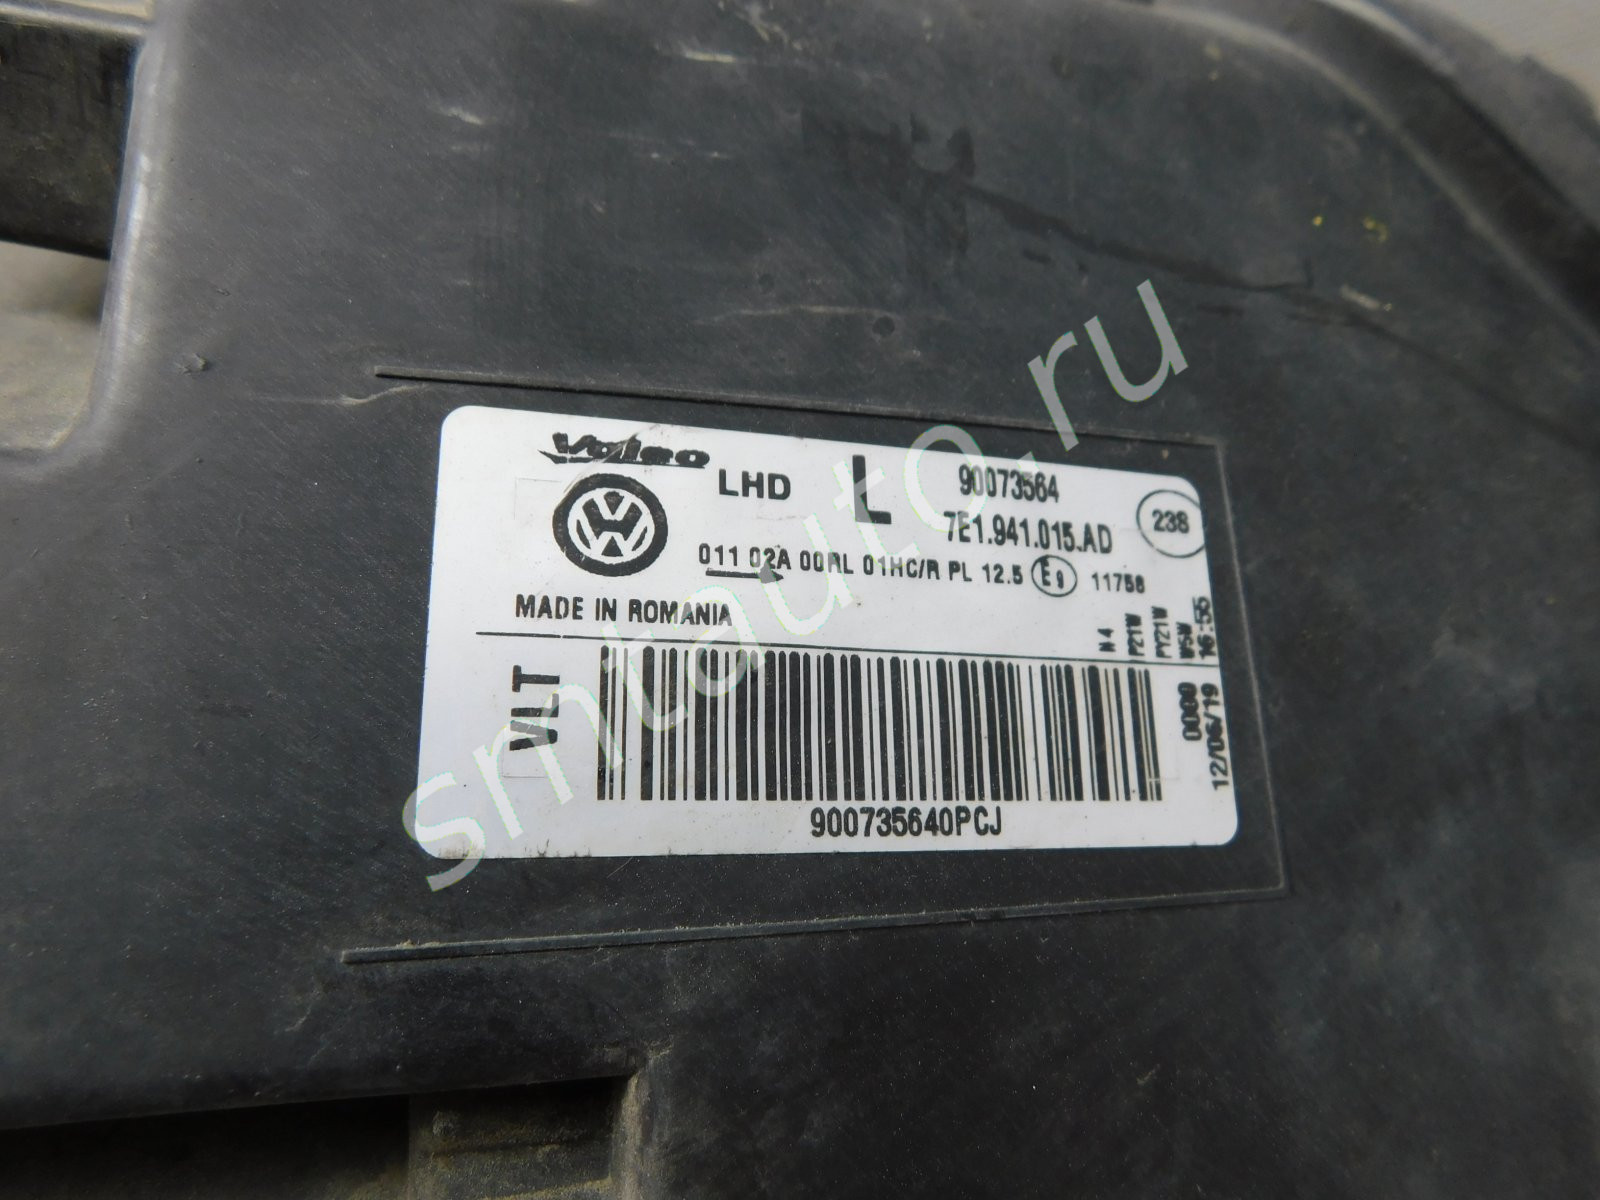 Valeo
LHD L 90073564
7E1.941.015.AD 238
011 02A 00RL 01HC/R PL 12.5 E9 11758
MADE IN ROMANIA
H4
P21W
PY21W
W5W
16:55
VLT
0000
12/06/19
900735640PCJ
smtauto.ru